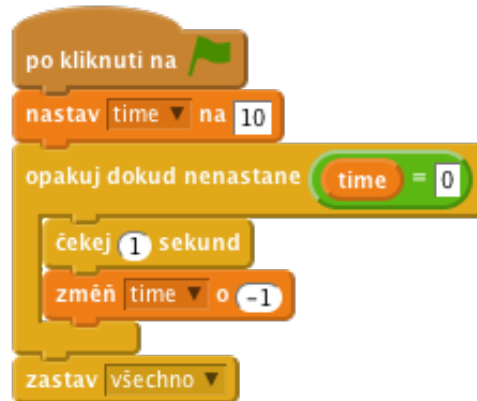 po kliknuti na
nastav time na 10
opakuj dokud nenastane time = 0
čekej 1 sekund
změň time o -1
zastav všechno